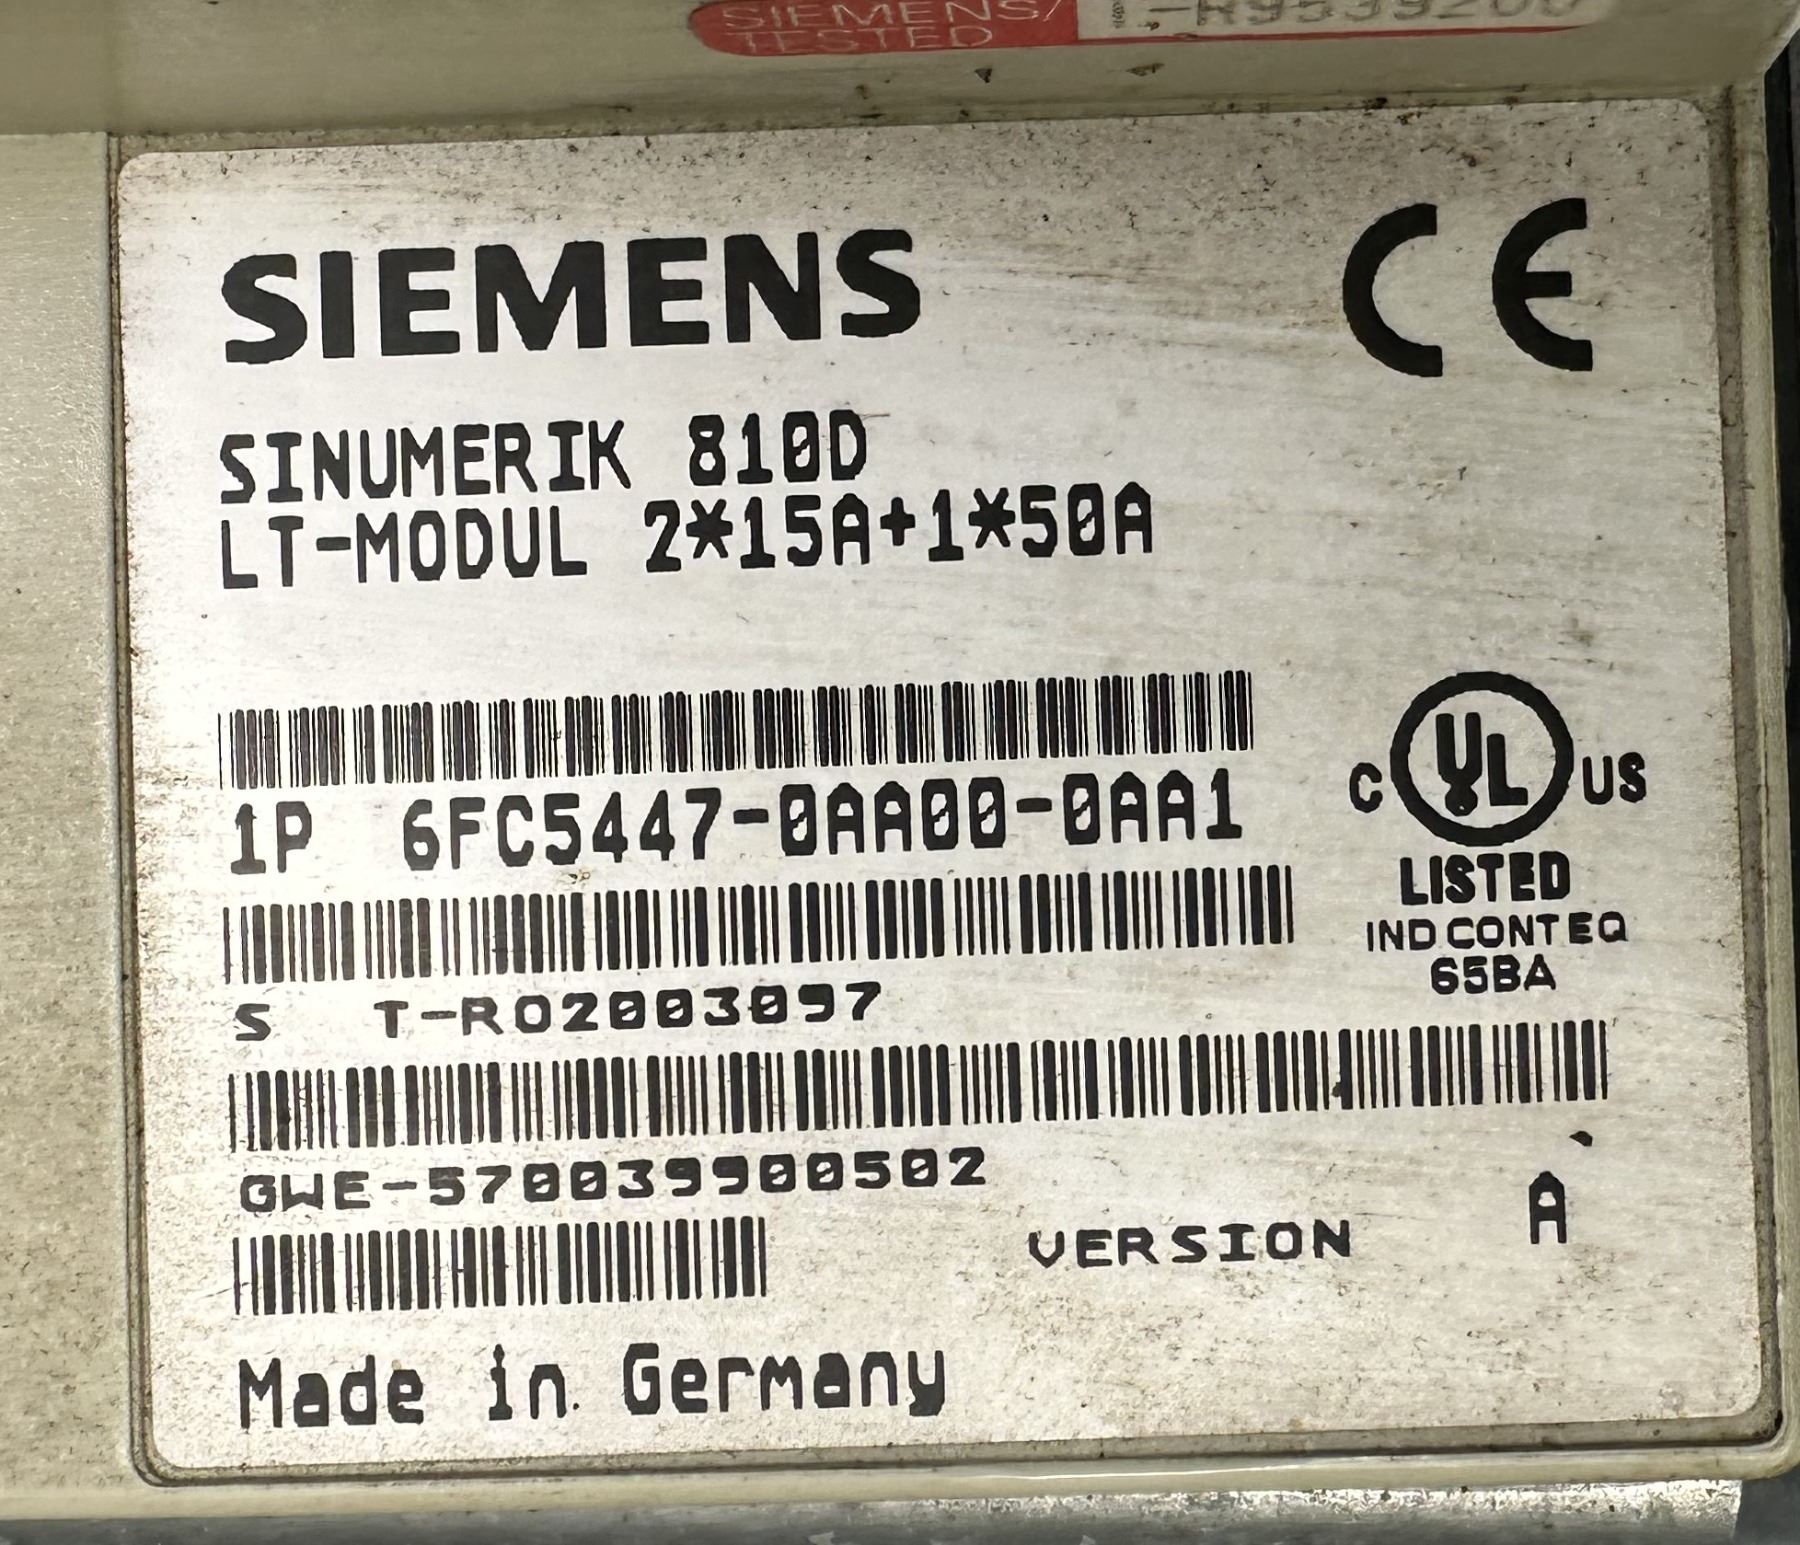 SIEMENS/
TESTED
SIEMENS
CE
SINUMERIK 810D
LT-MODUL 2*15A+1*50A
1P 6FC5447-0AA00-0AA1
C UL US
LISTED
IND CONT EQ
65BA
S T-RO2003097
GWE-570039900502
VERSION A
Made in Germany